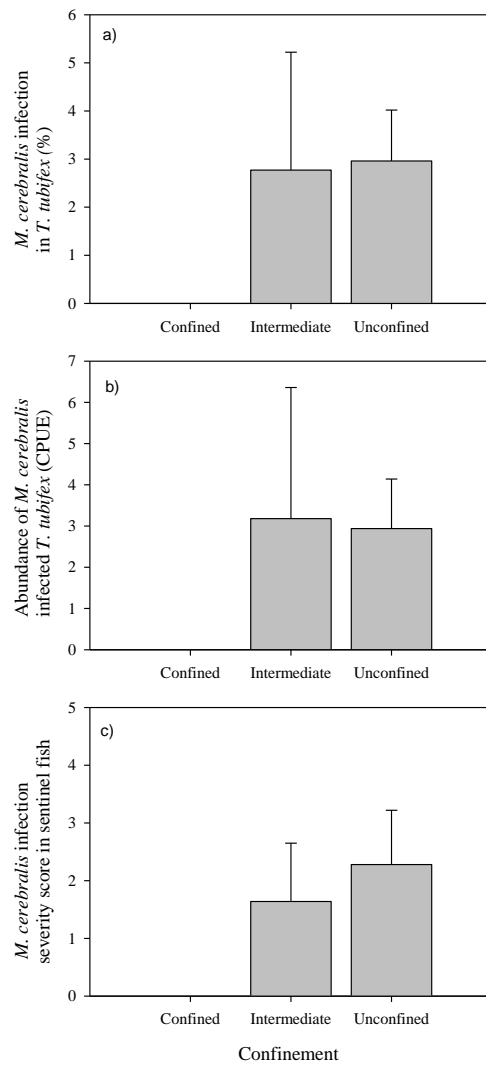 a)
M. cerebralis infection
in T. tubifex (%)
6
5
4
3
2
1
0
Confined Intermediate Unconfined
b)
Abundance of M. cerebralis
infected T. tubifex (CPUE)
7
6
5
4
3
2
1
0
Confined Intermediate Unconfined
c)
M. cerebralis infection
severity score in sentinel fish
5
4
3
2
1
0
Confined Intermediate Unconfined
Confinement